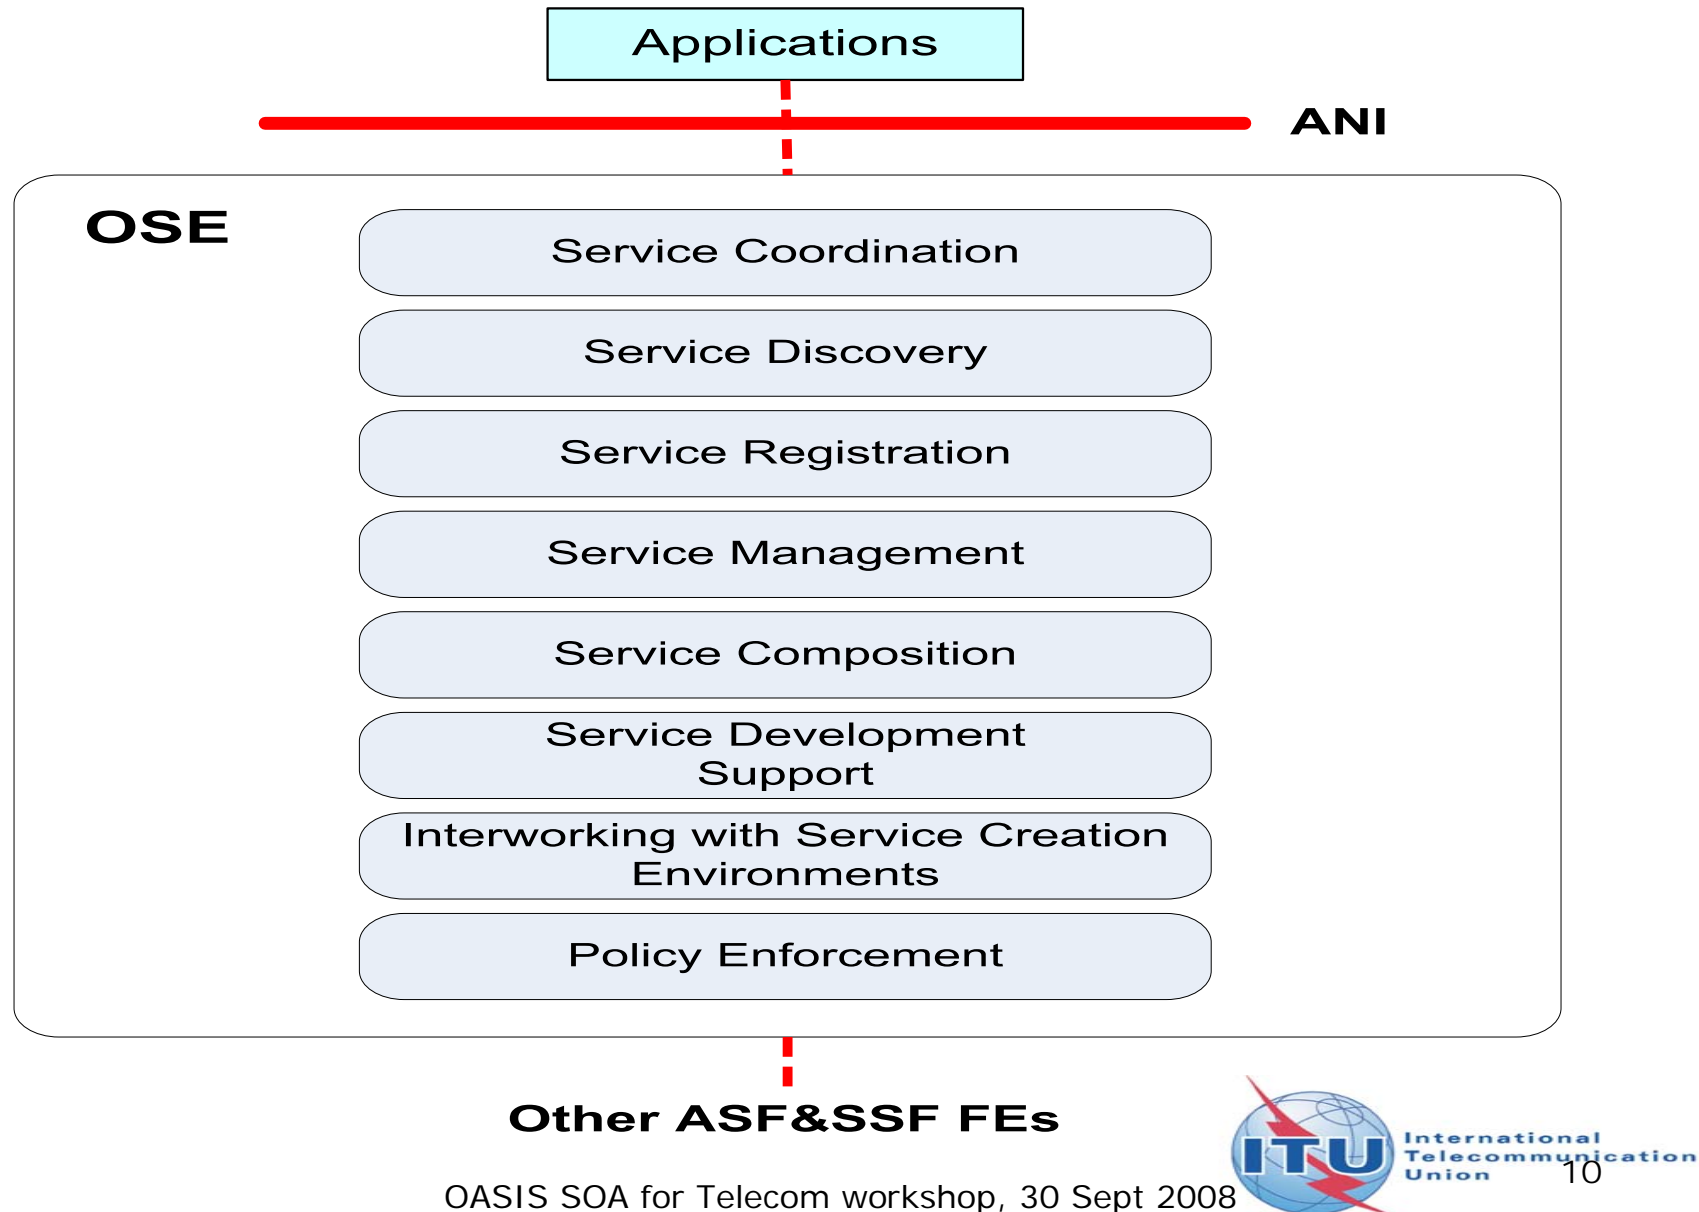 Applications
ANI
OSE
Service Coordination
Service Discovery
Service Registration
Service Management
Service Composition
Service Development
Support
Interworking with Service Creation
Environments
Policy Enforcement
Other ASF&SSF FEs
ITU
International
Telecommunication
Union
10
OASIS SOA for Telecom workshop, 30 Sept 2008